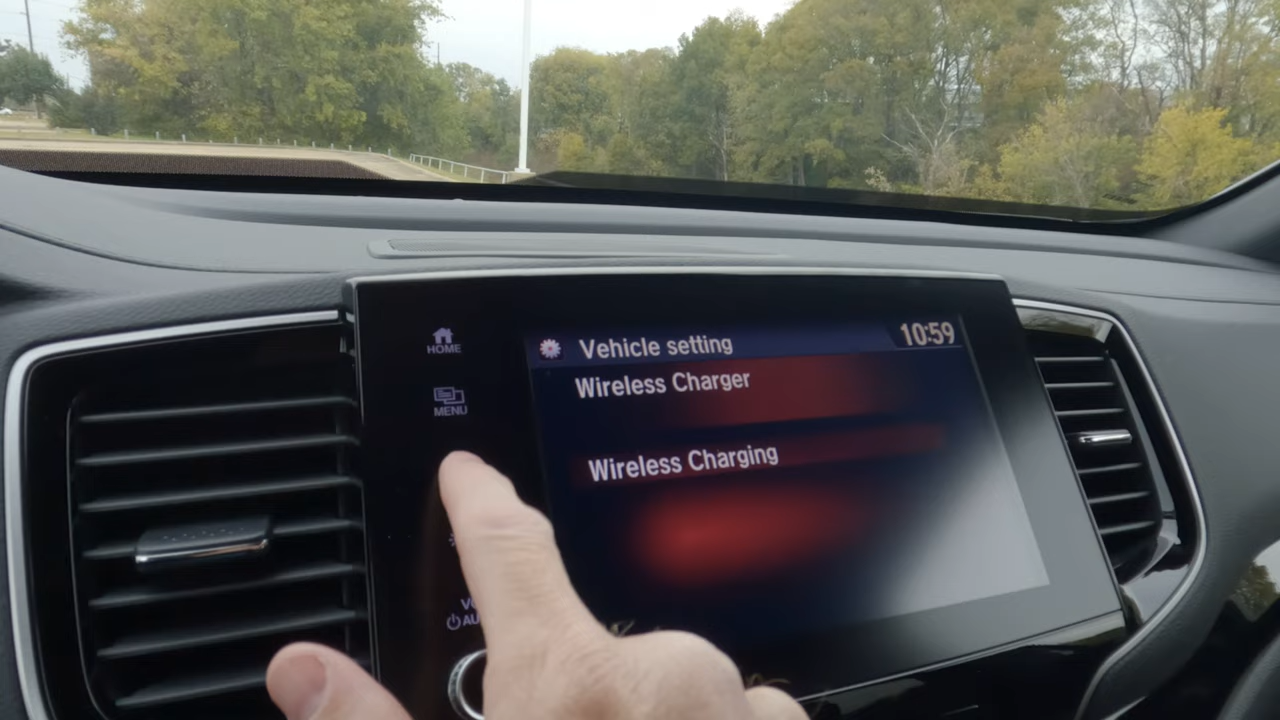 HOME
Vehicle setting
10:59
Wireless Charger
MENU
Wireless Charging